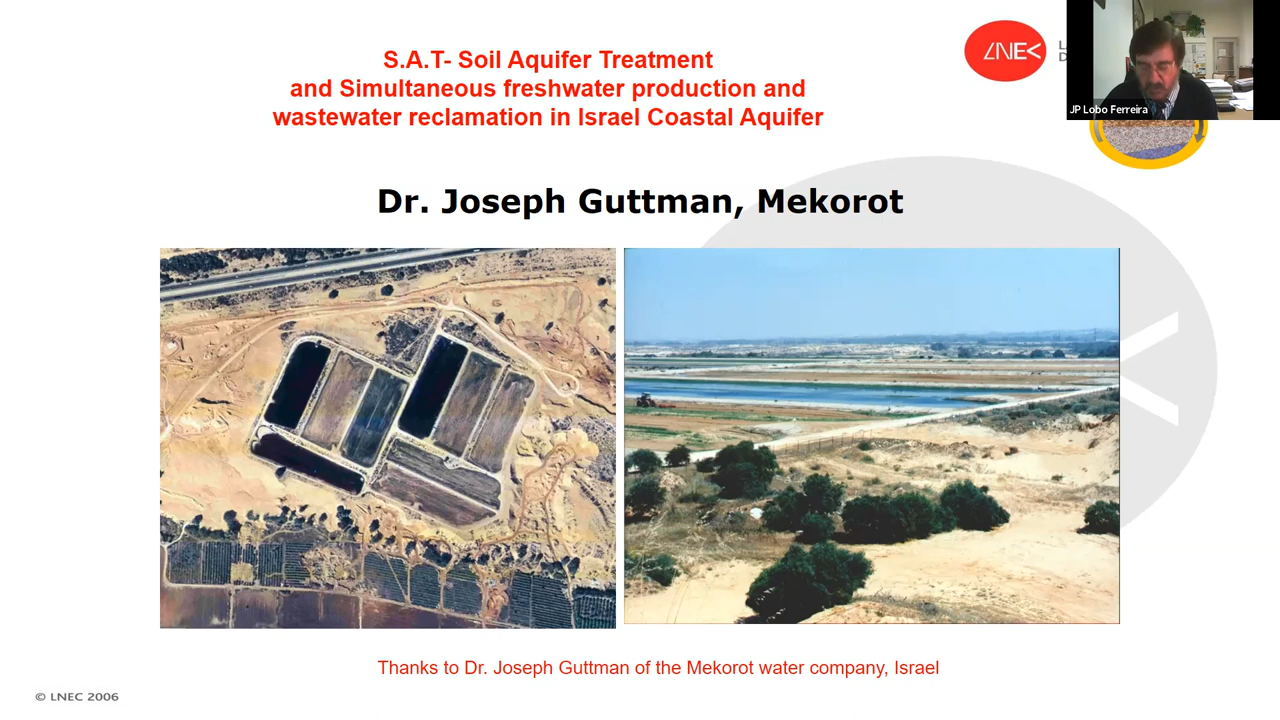 S.A.T- Soil Aquifer Treatment
and Simultaneous freshwater production and
wastewater reclamation in Israel Coastal Aquifer
LNEC
JP Lobo Ferreira
Dr. Joseph Guttman, Mekorot
Thanks to Dr. Joseph Guttman of the Mekorot water company, Israel
© LNEC 2006